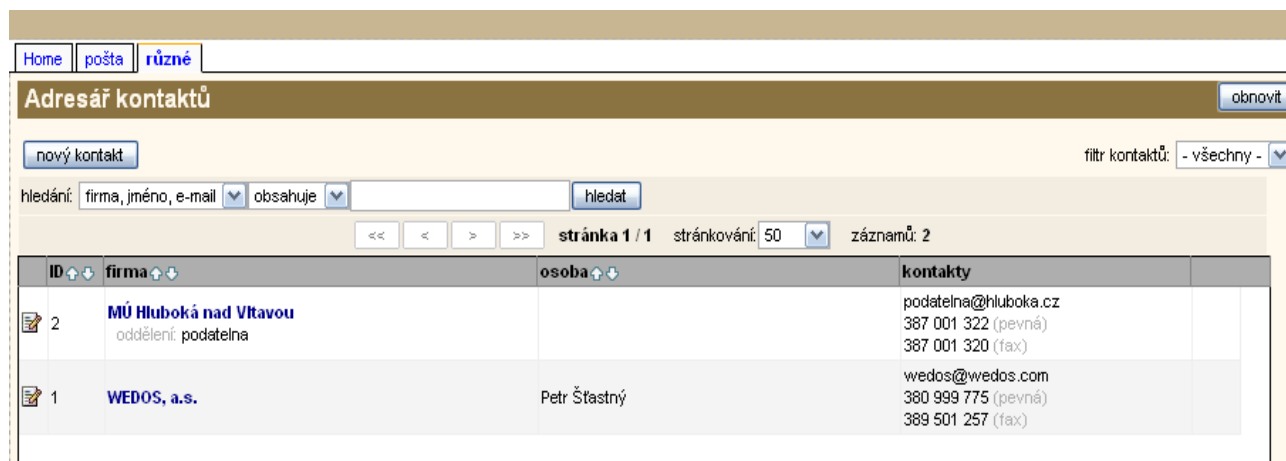 Home pošta různé
Adresář kontaktů obnovit
nový kontakt filtr kontaktů: - všechny -
hledání: firma, jméno, e-mail obsahuje hledat
<< < > >> stránka 1 / 1 stránkování: 50 záznamů: 2
ID firma osoba kontakty
2 MÚ Hluboká nad Vltavou
oddělení: podatelna
podatelna@hluboka.cz
387 001 322 (pevná)
387 001 320 (fax)
1 WEDOS, a.s. Petr Šťastný
wedos@wedos.com
380 999 775 (pevná)
389 501 257 (fax)